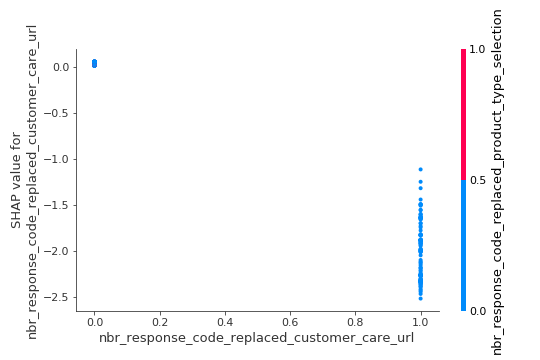 SHAP value for
nbr_response_code_replaced_customer_care_url
0.0
−0.5
−1.0
−1.5
−2.0
−2.5
0.0 0.2 0.4 0.6 0.8 1.0
nbr_response_code_replaced_customer_care_url
1.0
0.5
0.0
nbr_response_code_replaced_product_type_selection